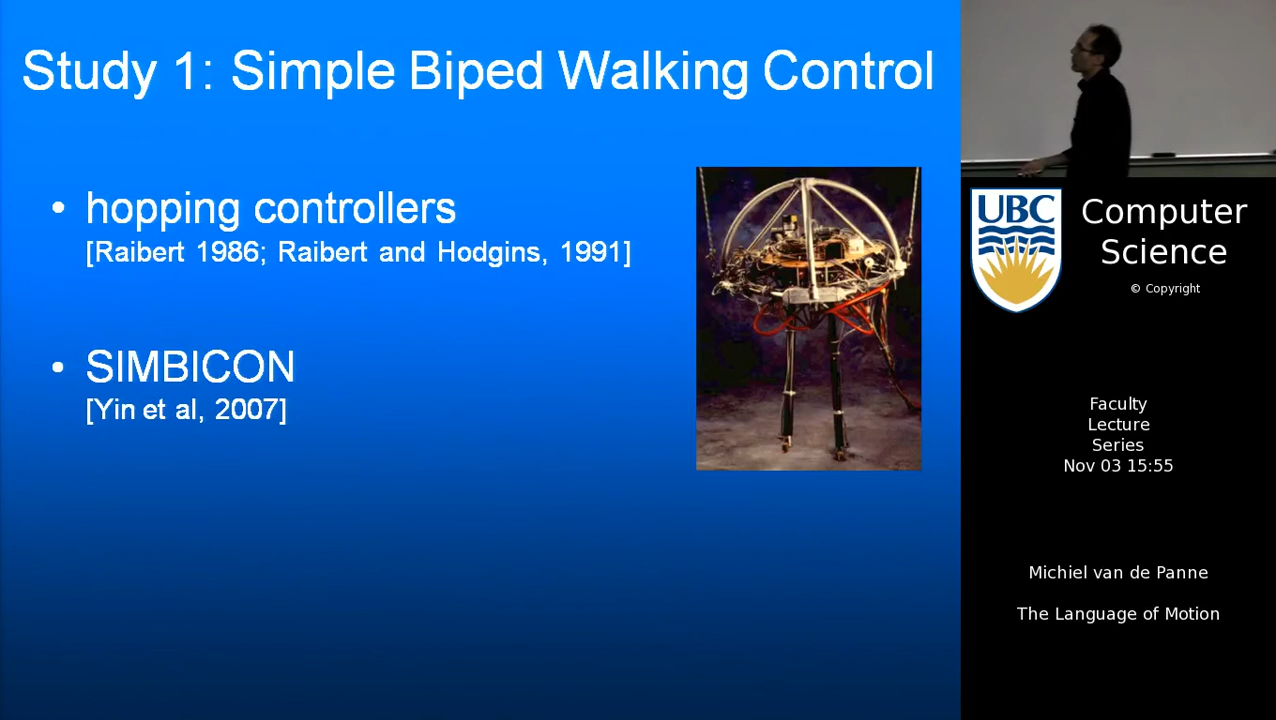 Study 1: Simple Biped Walking Control
• hopping controllers
[Raibert 1986; Raibert and Hodgins, 1991]
• SIMBICON
[Yin et al, 2007]
UBC
Computer
Science
© Copyright
Faculty
Lecture
Series
Nov 03 15:55
Michiel van de Panne
The Language of Motion